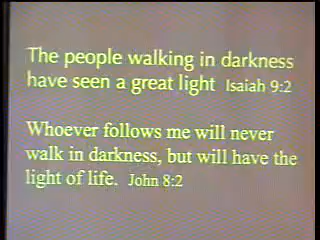 The people walking in darkness
have seen a great light Isaiah 9:2
Whoever follows me will never
walk in darkness, but will have the
light of life. John 8:2